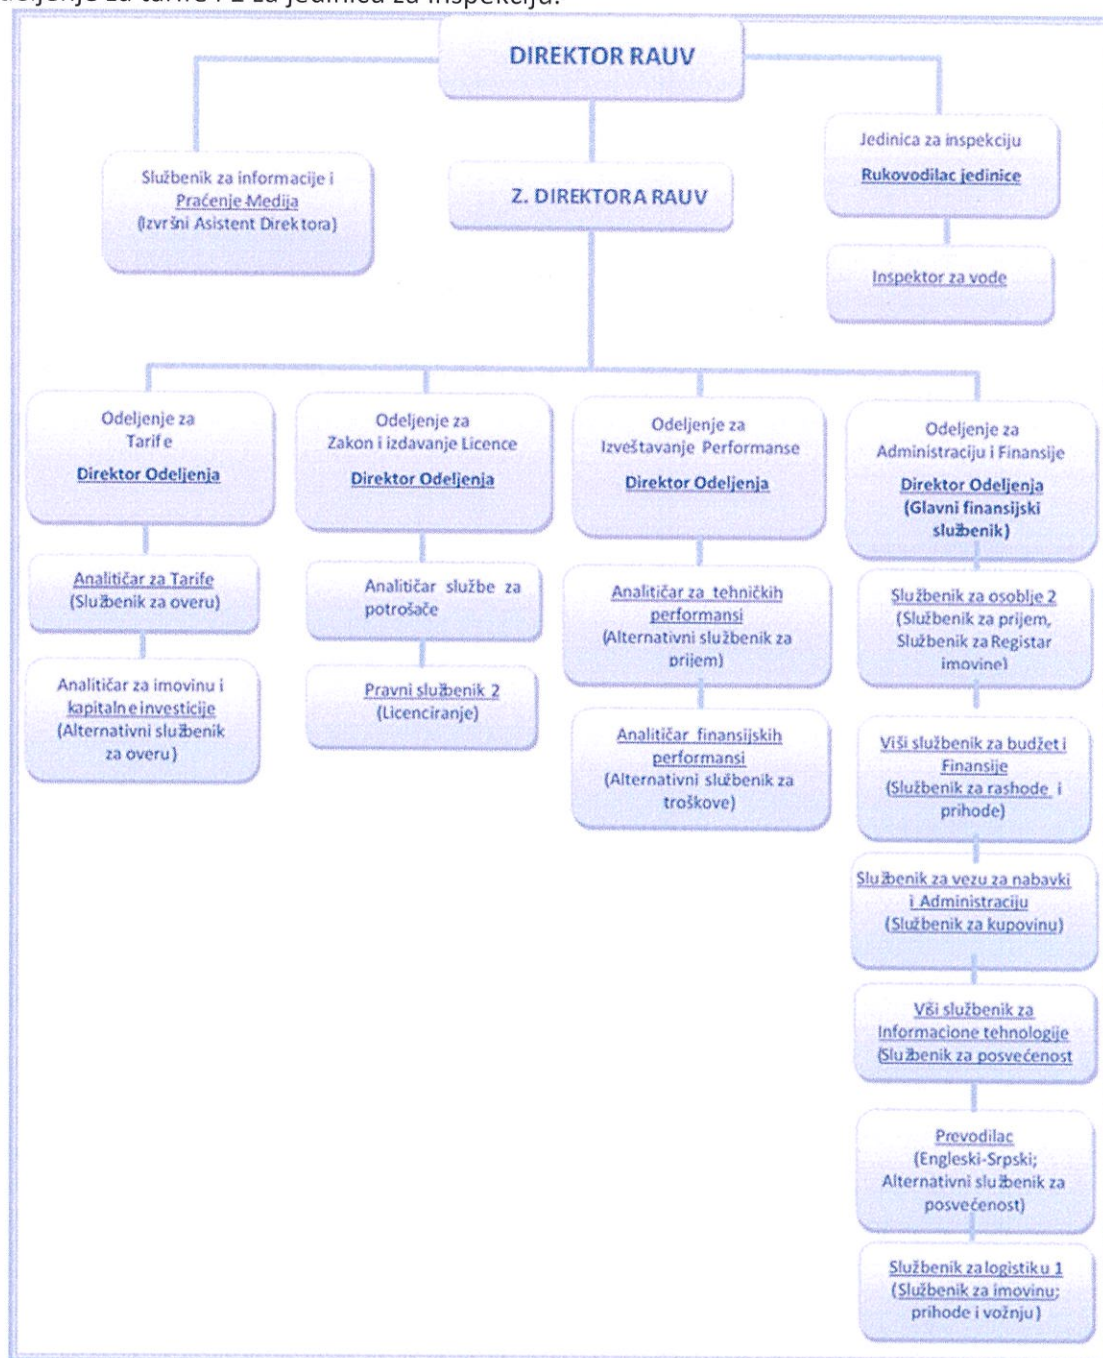 DIREKTOR RAUV
Službenik za informacije i
Praćenje Medija
(Izvršni Asistent Direktora)
Z. DIREKTORA RAUV
Jedinica za inspekciju
Rukovodilac jedinice
Inspektor za vode
Odeljenje za
Tarife
Direktor Odeljenja
Analitičar za Tarife
(Službenik za overu)
Analitičar za imovinu i
kapitalne investicije
(Alternativni službenik
za overu)
Odeljenje za
Zakon i izdavanje Licence
Direktor Odeljenja
Analitičar službe za
potrošače
Pravni službenik 2
(Licenciranje)
Odeljenje za
Izveštavanje Performanse
Direktor Odeljenja
Analitičar za tehničkih
performansi
(Alternativni službenik za
prijem)
Analitičar finansijskih
performansi
(Alternativni službenik za
troškove)
Odeljenje za
Administraciju i Finansije
Direktor Odeljenja
(Glavni finansijski
službenik)
Službenik za osoblje 2
(Službenik za prijem,
Službenik za Registar
imovine)
Viši službenik za budžet i
Finansije
(Službenik za rashode i
prihode)
Službenik za vezu za nabavki
i Administraciju
(Službenik za kupovinu)
Viši službenik za
Informacione tehnologije
(Službenik za posvećenost
Prevodilac
(Engleski-Srpski;
Alternativni službenik za
posvećenost)
Službenik za logistiku 1
(Službenik za imovinu;
prihode i vožnju)